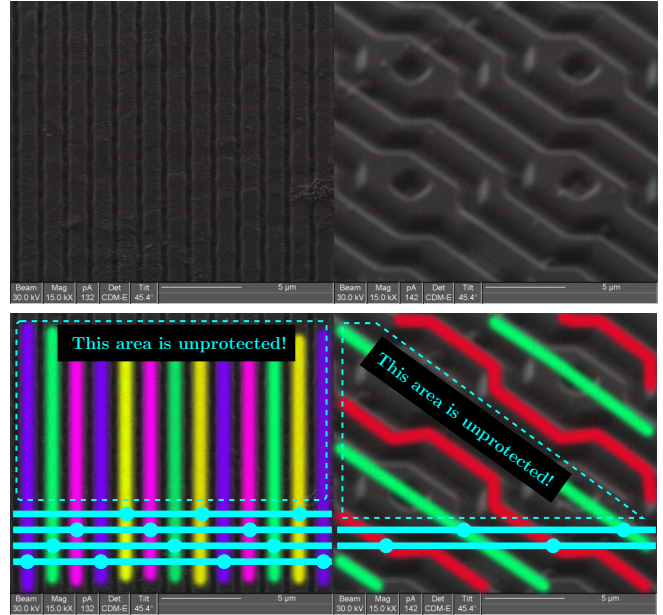 Beam Mag pA Det Tilt
30.0 kV 15.0 kX 132 CDM-E 45.4° 5 μm
Beam Mag pA Det Tilt
30.0 kV 15.0 kX 142 CDM-E 45.4° 5 μm
This area is unprotected!
This area is unprotected!
Beam Mag pA Det Tilt
30.0 kV 15.0 kX 132 CDM-E 45.4° 5 μm
Beam Mag pA Det Tilt
30.0 kV 15.0 kX 142 CDM-E 45.4° 5 μm